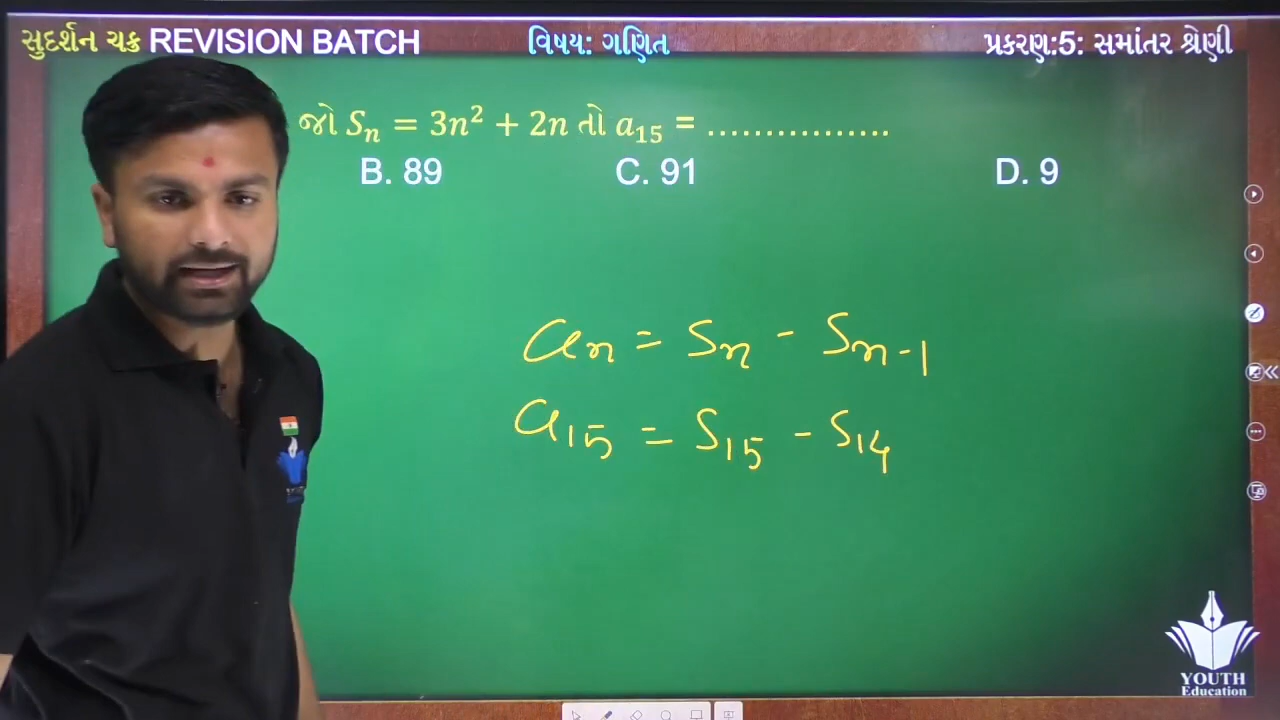 સુદર્શન ચક્ર REVISION BATCH
વિષય: ગણિત
પ્રકરણ:5: સમાંતર શ્રેણી
જો Sₙ = 3n² + 2n તો a₁₅ = ................
B. 89
C. 91
D. 9
aₙ = Sₙ - Sₙ₋₁
a₁₅ = S₁₅ - S₁₄
YOUTH
Education